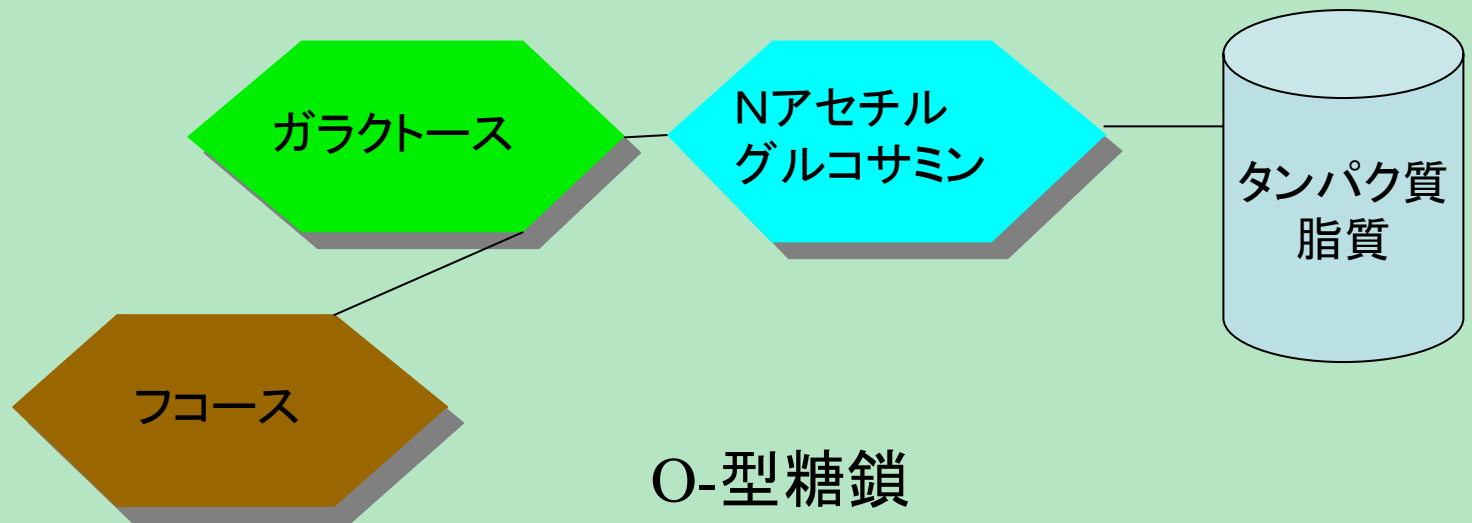 ガラクトース
Ｎアセチル
グルコサミン
タンパク質
脂質
フコース
O-型糖鎖